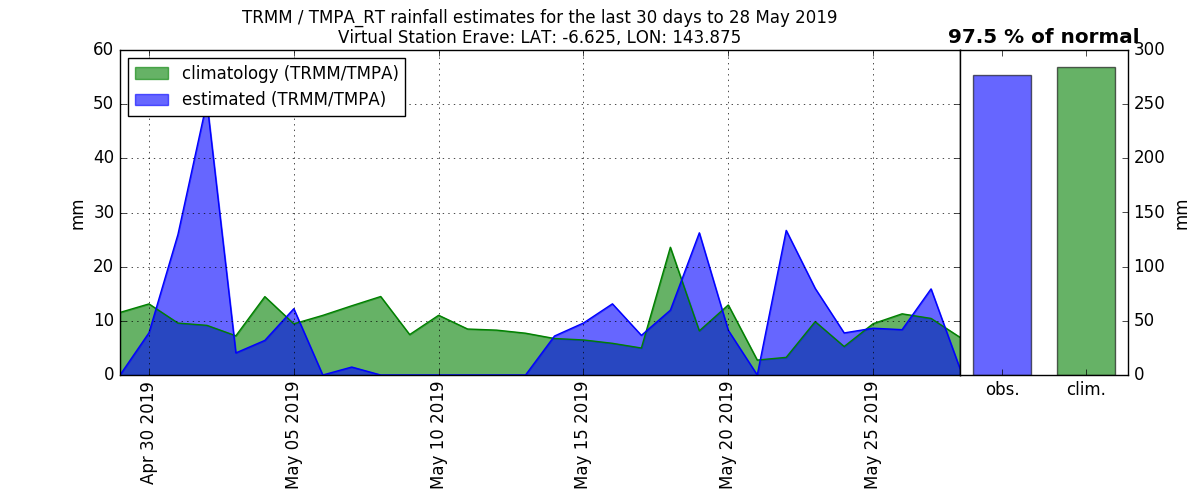 TRMM / TMPA_RT rainfall estimates for the last 30 days to 28 May 2019
Virtual Station Erave: LAT: -6.625, LON: 143.875
97.5 % of normal
climatology (TRMM/TMPA)
estimated (TRMM/TMPA)
60
50
40
30
20
10
0
mm
Apr 30 2019
May 05 2019
May 10 2019
May 15 2019
May 20 2019
May 25 2019
300
250
200
150
100
50
0
mm
obs.
clim.